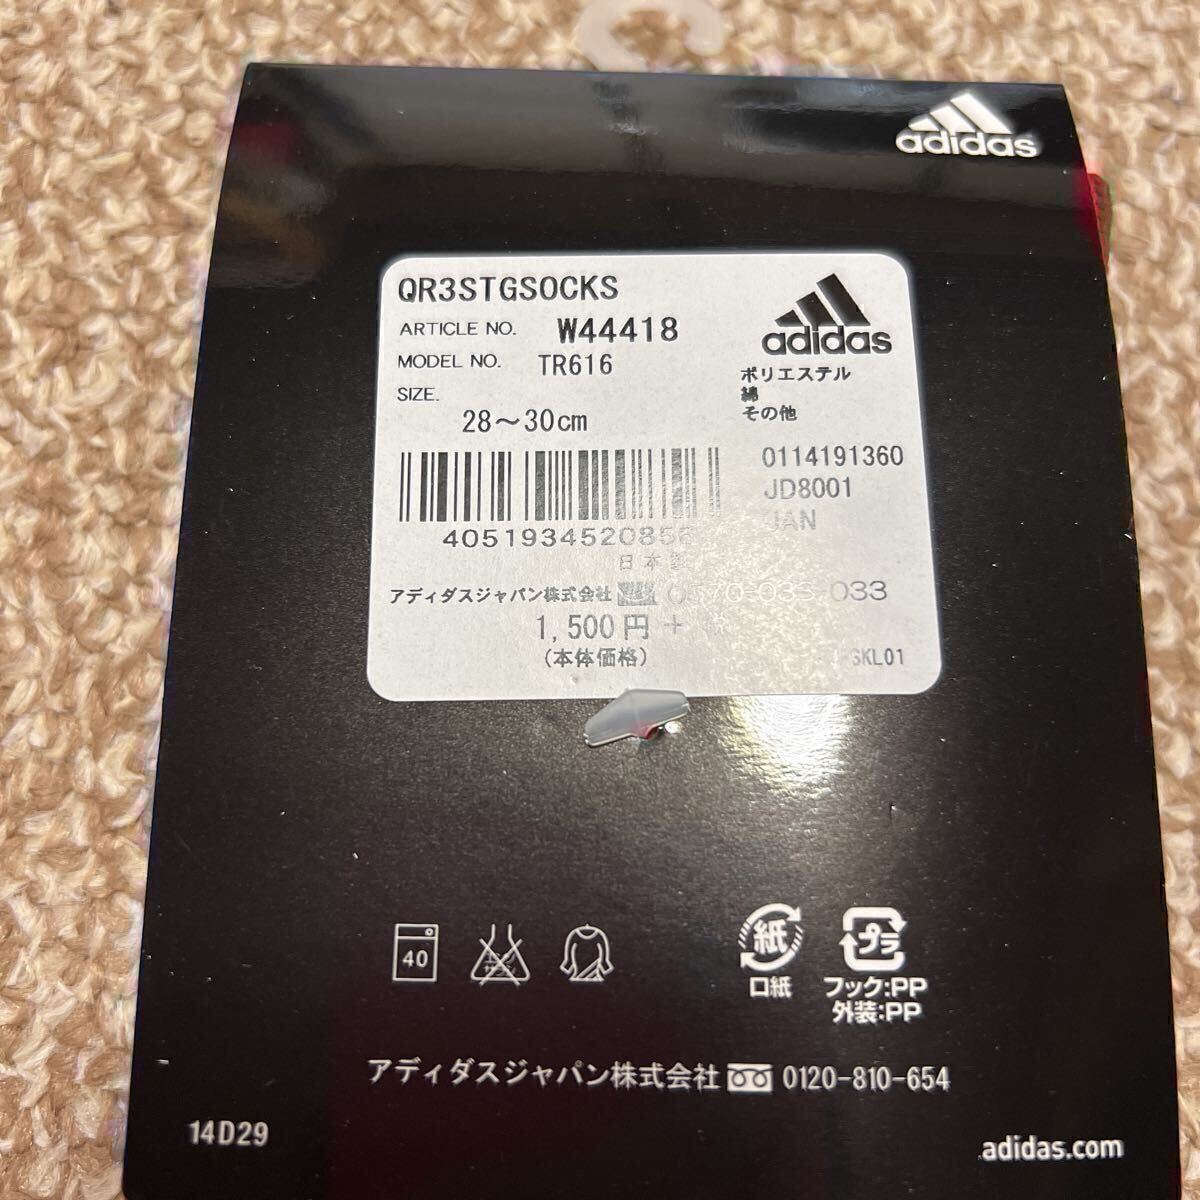 adidas
QR3STGSOCKS
ARTICLE NO. W44418
MODEL NO. TR616
SIZE.
28～30cm
adidas
ポリエステル
綿
その他
0114191360
JD8001
JAN
日本製
アディダスジャパン株式会社
1,500円＋
(本体価格)
SKL01
40
紙
口紙
プラ
フック:PP
外装:PP
アディダスジャパン株式会社 0120-810-654
14D29
adidas.com